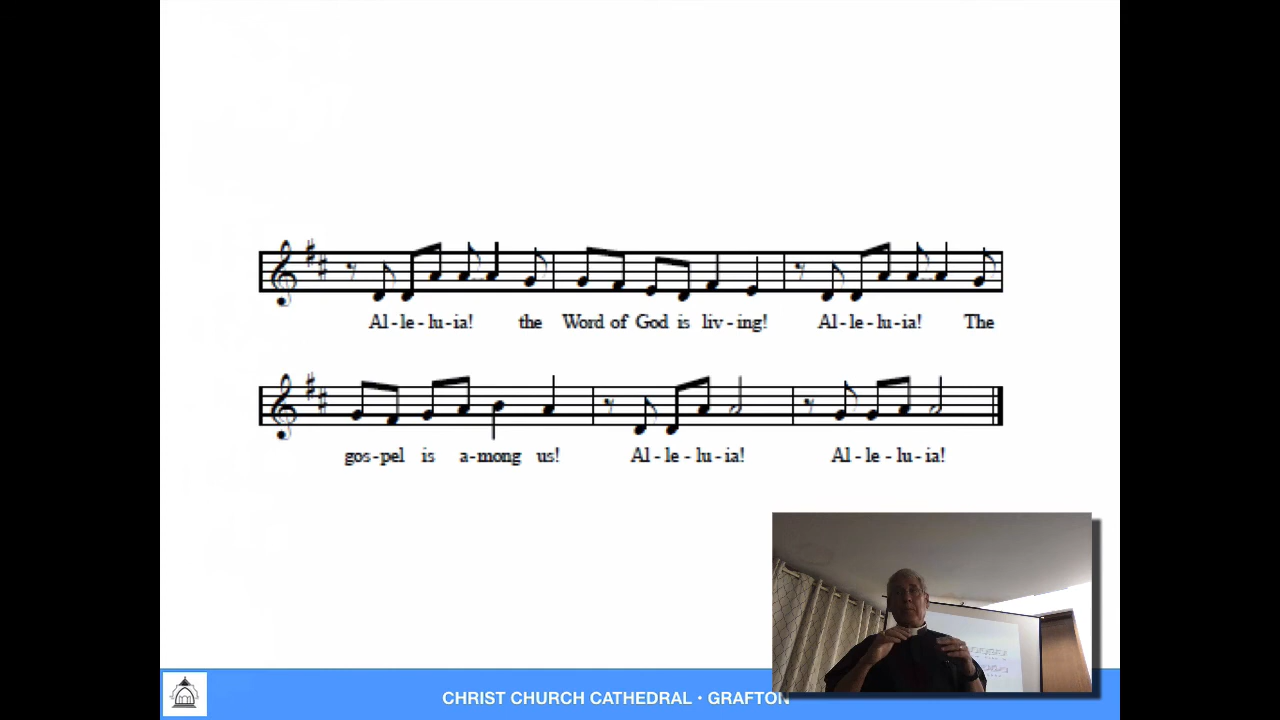 Al - le - lu - ia! the Word of God is liv - ing! Al - le - lu - ia! The
gos - pel is a - mong us! Al - le - lu - ia! Al - le - lu - ia!
CHRIST CHURCH CATHEDRAL • GRAFTON